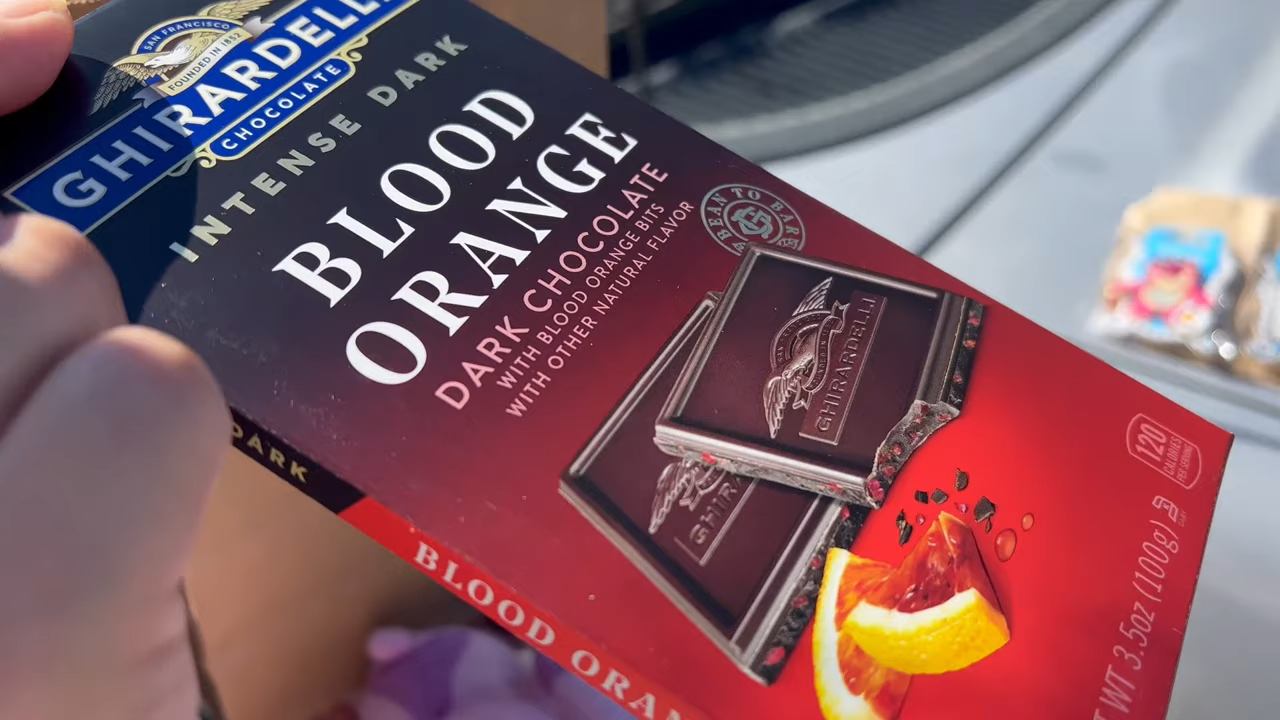 SAN FRANCISCO
FOUNDED IN 1852
GHIRARDELLI
CHOCOLATE
INTENSE DARK
BLOOD
ORANGE
DARK CHOCOLATE
WITH BLOOD ORANGE BITS
WITH OTHER NATURAL FLAVOR
BEAN TO BAR
GHIRARDELLI
GHIRA
120
CALORIES
PER SERVING
T WT 3.5oz (100g)
DARK
BLOOD ORAN